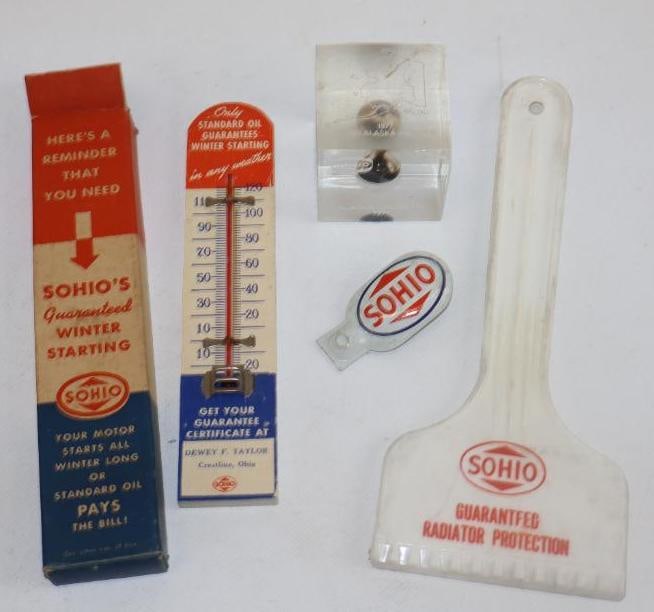 HERE'S A
REMINDER
THAT
YOU NEED
SOHIO'S
Guaranteed
WINTER
STARTING
SOHIO
YOUR MOTOR
STARTS ALL
WINTER LONG
OR
STANDARD OIL
PAYS
THE BILL!
Only
STANDARD OIL
GUARANTEES
WINTER STARTING
in any weather
120
100
90
80
70
60
50
40
30
20
10
10
20
GET YOUR
GUARANTEE
CERTIFICATE AT
DEWEY F. TAYLOR
Crestline, Ohio
SOHIO
ALASKA
SOHIO
SOHIO
GUARANTFED
RADIATOR PROTECTION